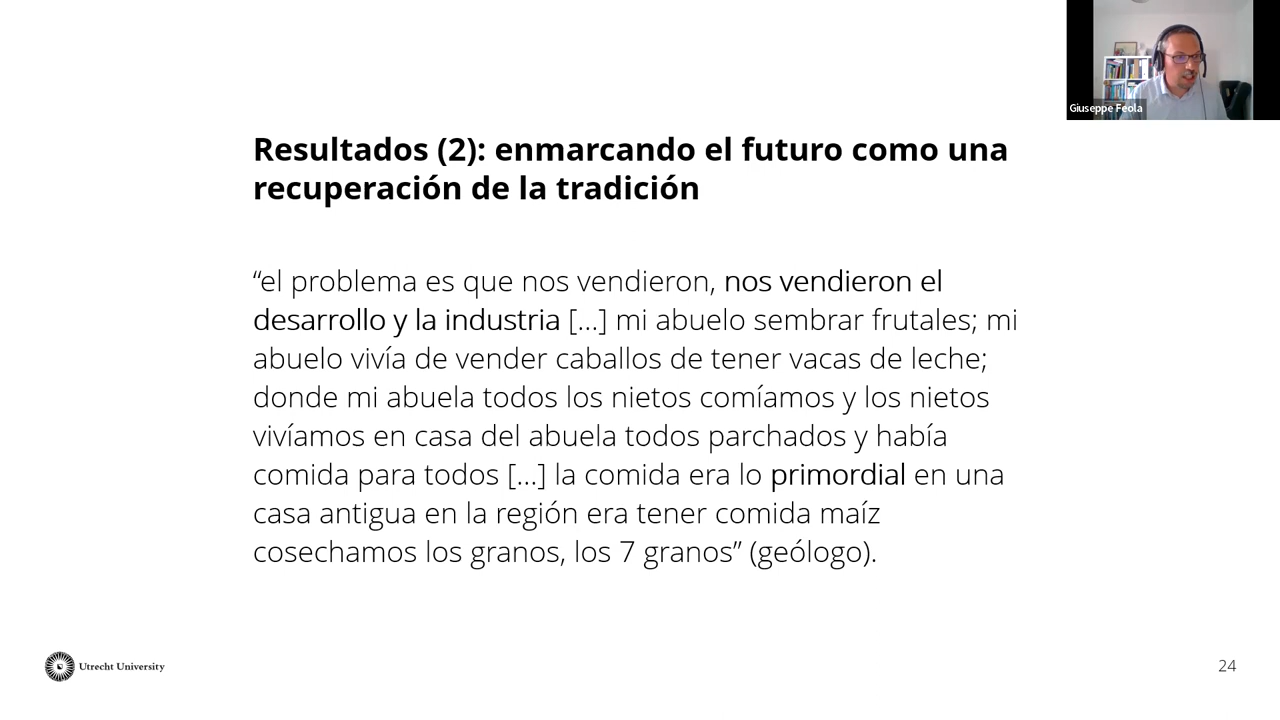 Giuseppe Feola
Resultados (2): enmarcando el futuro como una
recuperación de la tradición
“el problema es que nos vendieron, nos vendieron el
desarrollo y la industria [...] mi abuelo sembrar frutales; mi
abuelo vivía de vender caballos de tener vacas de leche;
donde mi abuela todos los nietos comíamos y los nietos
vivíamos en casa del abuela todos parchados y había
comida para todos [...] la comida era lo primordial en una
casa antigua en la región era tener comida maíz
cosechamos los granos, los 7 granos” (geólogo).
Utrecht University
24